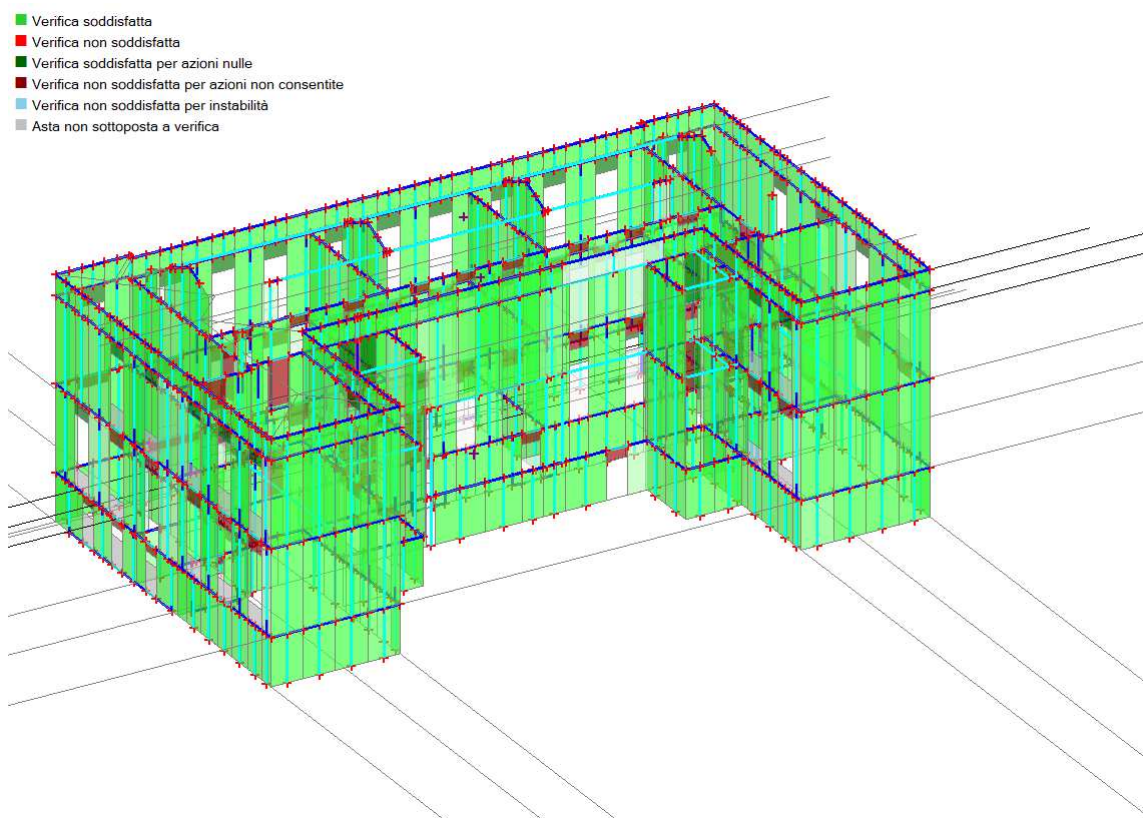 Verifica soddisfatta
Verifica non soddisfatta
Verifica soddisfatta per azioni nulle
Verifica non soddisfatta per azioni non consentite
Verifica non soddisfatta per instabilità
Asta non sottoposta a verifica